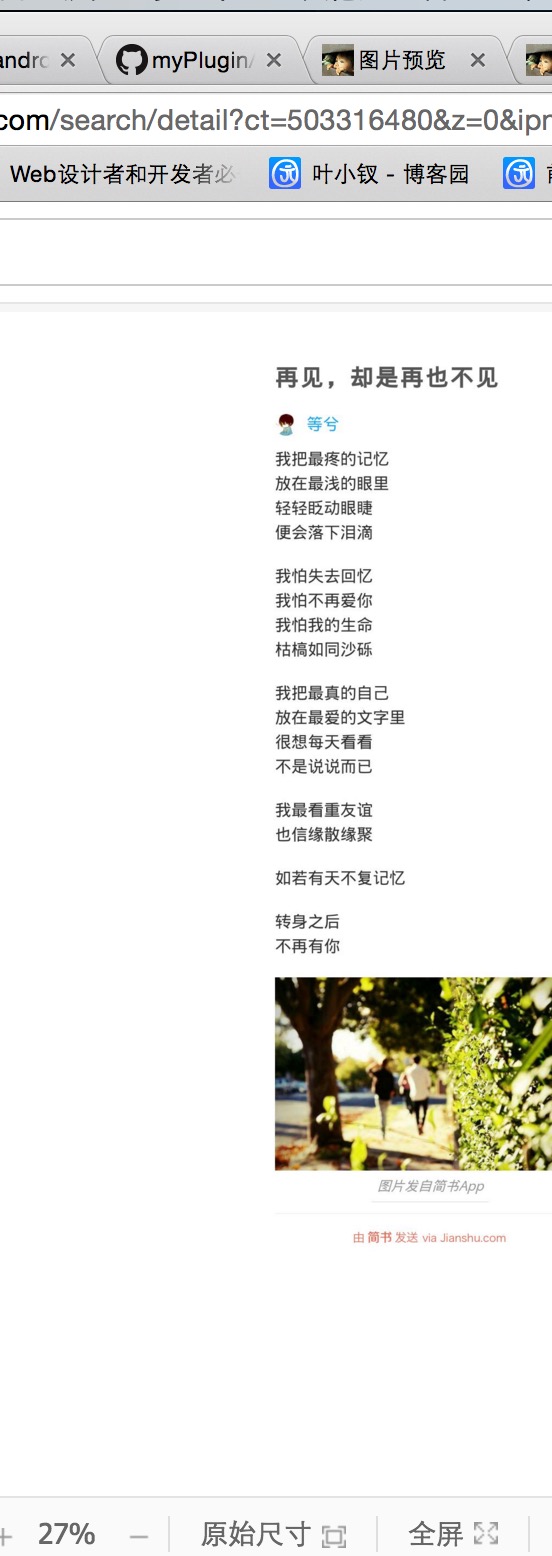 andro
myPlugin/
图片预览
com/search/detail?ct=503316480&z=0&ipn
Web设计者和开发者必
叶小钗 - 博客园
再见，却是再也不见
等兮
我把最疼的记忆
放在最浅的眼里
轻轻眨动眼睫
便会落下泪滴
我怕失去回忆
我怕不再爱你
我怕我的生命
枯槁如同沙砾
我把最真的自己
放在最爱的文字里
很想每天看看
不是说说而已
我最看重友谊
也信缘散缘聚
如若有天不复记忆
转身之后
不再有你
图片发自简书App
由 简书 发送 via Jianshu.com
27%
原始尺寸
全屏